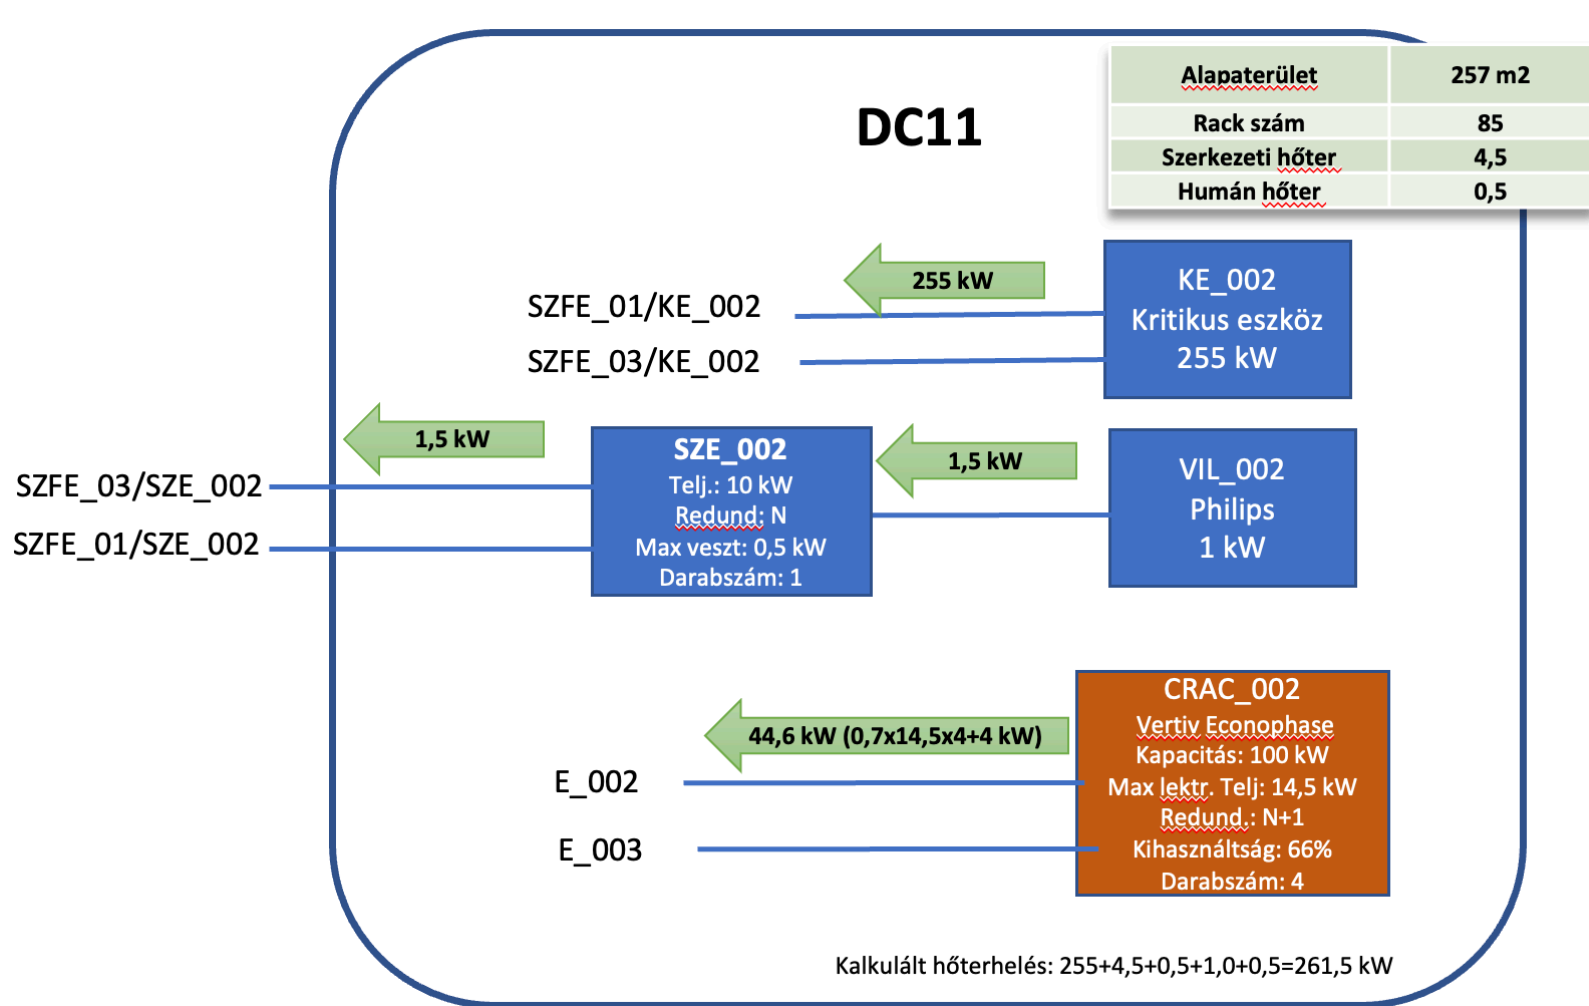 DC11
Alapaterület 257 m2
Rack szám 85
Szerkezeti hőter 4,5
Humán hőter 0,5
255 kW
KE_002
Kritikus eszköz
255 kW
SZFE_01/KE_002
SZFE_03/KE_002
1,5 kW
SZFE_03/SZE_002
SZFE_01/SZE_002
SZE_002
Telj.: 10 kW
Redund: N
Max veszt: 0,5 kW
Darabszám: 1
1,5 kW
VIL_002
Philips
1 kW
44,6 kW (0,7x14,5x4+4 kW)
E_002
E_003
CRAC_002
Vertiv Econophase
Kapacitás: 100 kW
Max lektr. Telj: 14,5 kW
Redund.: N+1
Kihasználtság: 66%
Darabszám: 4
Kalkulált hőterhelés: 255+4,5+0,5+1,0+0,5=261,5 kW